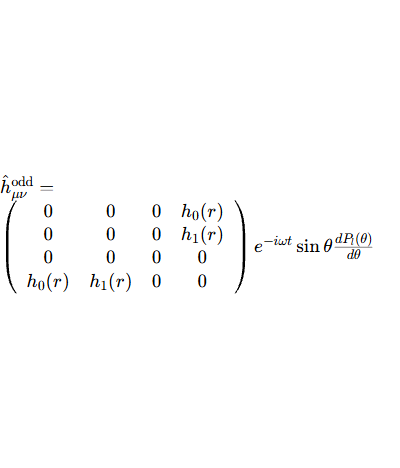 ĥ^odd_μν =
( 0 0 0 h₀(r)
0 0 0 h₁(r)
0 0 0 0
h₀(r) h₁(r) 0 0 ) e^{-iωt} sin θ dP_l(θ)/dθ